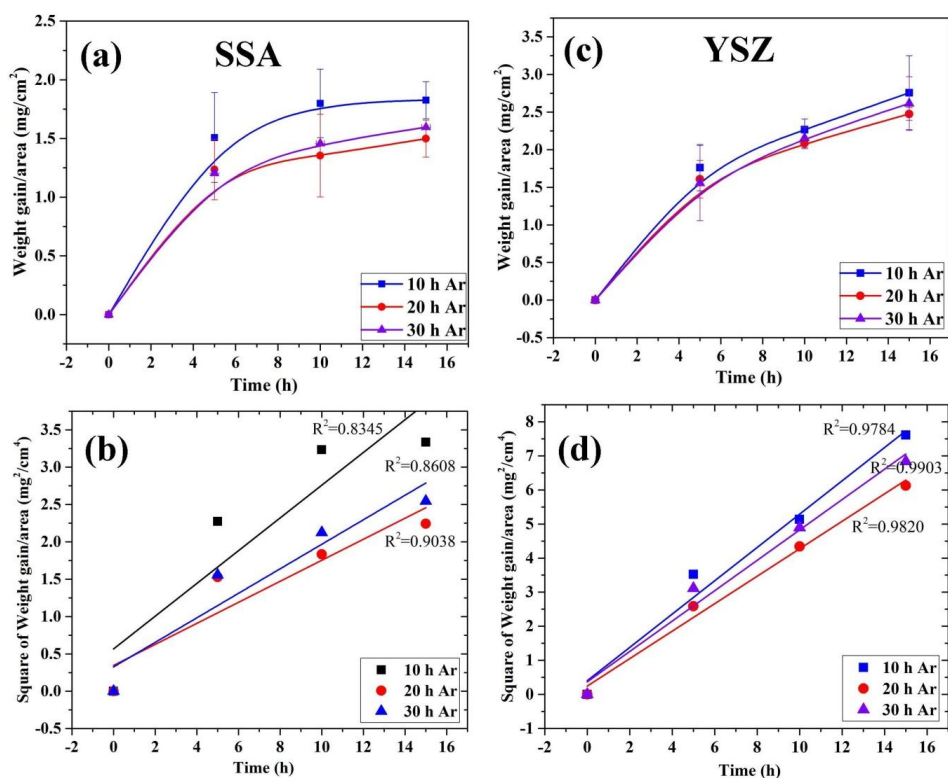 (a)
SSA
2.5
2.0
1.5
1.0
0.5
0.0
Weight gain/area (mg/cm²)
10 h Ar
20 h Ar
30 h Ar
-2 0 2 4 6 8 10 12 14 16
Time (h)
(c)
YSZ
3.5
3.0
2.5
2.0
1.5
1.0
0.5
0.0
-0.5
Weight gain/area (mg/cm²)
10 h Ar
20 h Ar
30 h Ar
-2 0 2 4 6 8 10 12 14 16
Time (h)
(b)
3.5
3.0
2.5
2.0
1.5
1.0
0.5
0.0
-0.5
Square of Weight gain/area (mg²/cm⁴)
R²=0.8345
R²=0.8608
R²=0.9038
10 h Ar
20 h Ar
30 h Ar
-2 0 2 4 6 8 10 12 14 16
Time (h)
(d)
8
7
6
5
4
3
2
1
0
-1
Square of Weight gain/area (mg²/cm⁴)
R²=0.9784
R²=0.9903
R²=0.9820
10 h Ar
20 h Ar
30 h Ar
-2 0 2 4 6 8 10 12 14 16
Time (h)